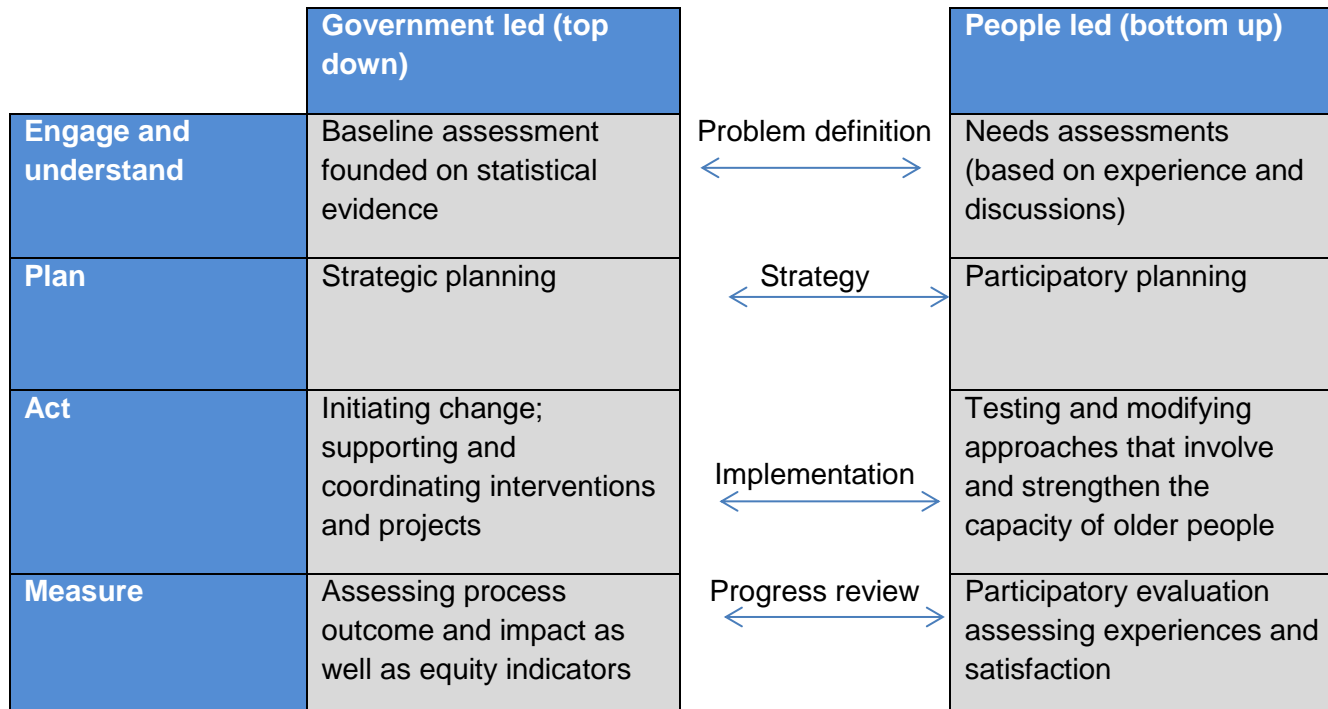 Government led (top
down)
People led (bottom up)
Engage and
understand
Baseline assessment
founded on statistical
evidence
Problem definition
Needs assessments
(based on experience and
discussions)
Plan
Strategic planning
Strategy
Participatory planning
Act
Initiating change;
supporting and
coordinating interventions
and projects
Implementation
Testing and modifying
approaches that involve
and strengthen the
capacity of older people
Measure
Assessing process
outcome and impact as
well as equity indicators
Progress review
Participatory evaluation
assessing experiences and
satisfaction